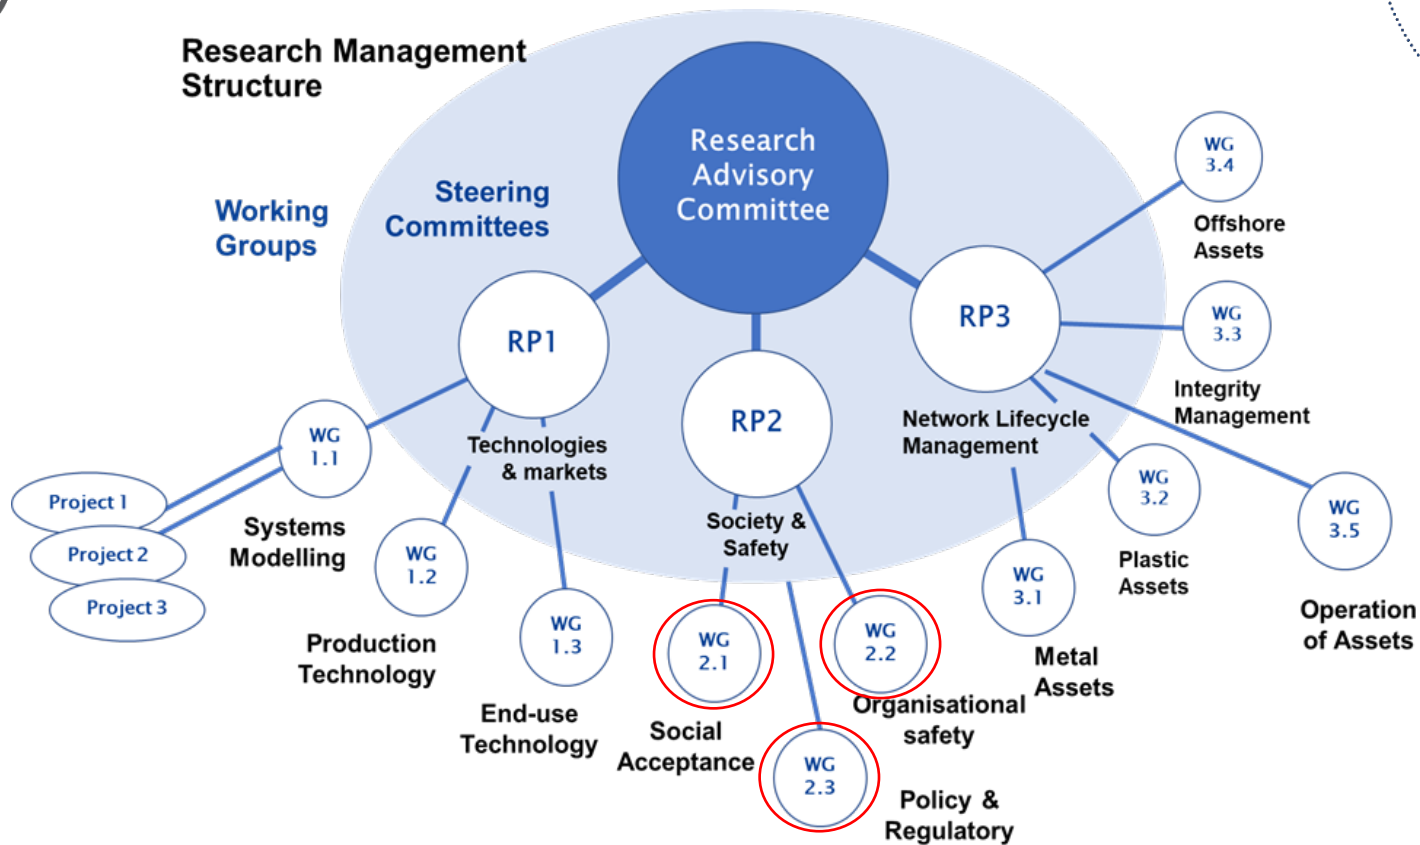 Research Management
Structure
Research
Advisory
Committee
Steering
Committees
Working
Groups
RP1
Technologies
& markets
RP2
Society &
Safety
RP3
Network Lifecycle
Management
WG
1.1
Systems
Modelling
Project 1
Project 2
Project 3
WG
1.2
Production
Technology
WG
1.3
End-use
Technology
WG
2.1
Social
Acceptance
WG
2.2
Organisational
safety
WG
2.3
Policy &
Regulatory
WG
3.1
Metal
Assets
WG
3.2
Plastic
Assets
WG
3.3
Integrity
Management
WG
3.4
Offshore
Assets
WG
3.5
Operation
of Assets